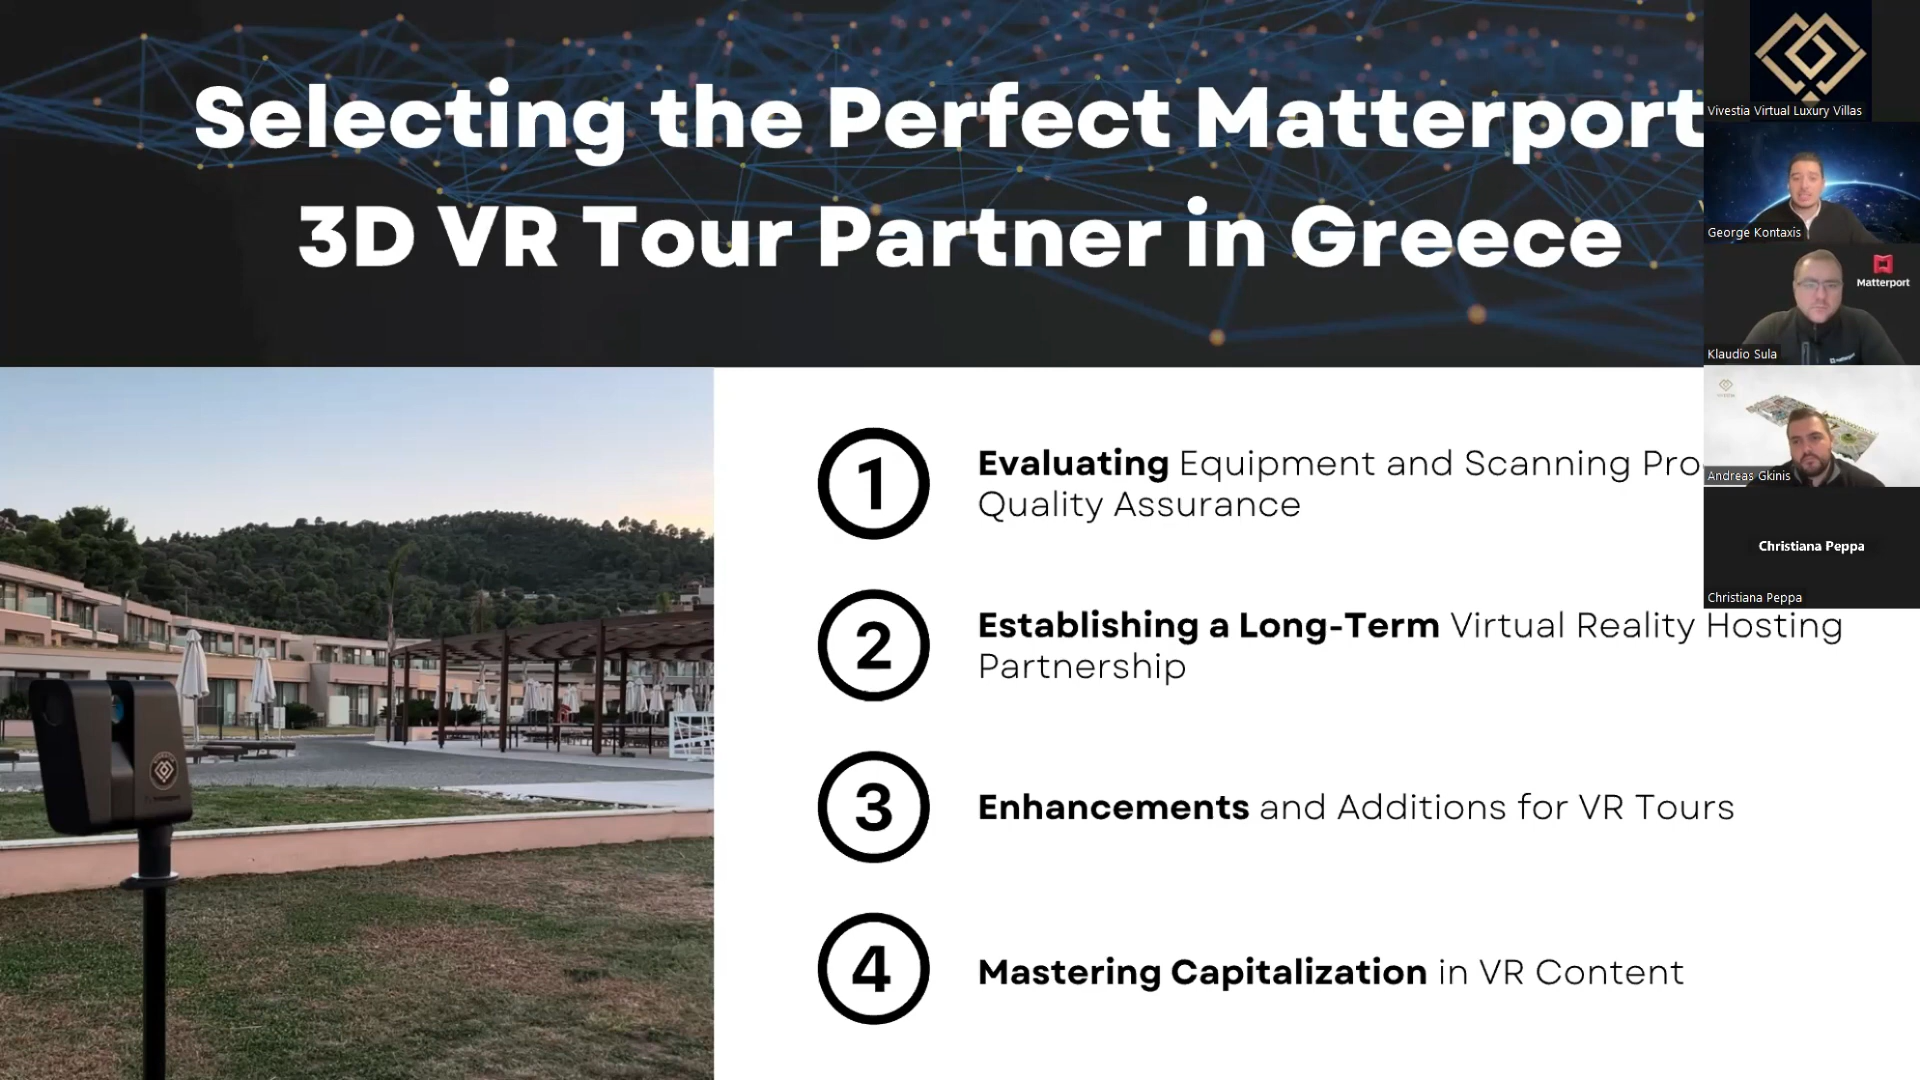 Selecting the Perfect Matterport
3D VR Tour Partner in Greece
1
Evaluating Equipment and Scanning Pro
Quality Assurance
2
Establishing a Long-Term Virtual Reality Hosting
Partnership
3
Enhancements and Additions for VR Tours
4
Mastering Capitalization in VR Content
Vivestia Virtual Luxury Villas
George Kontaxis
Matterport
Klaudio Sula
Andreas Gkinis
Christiana Peppa
Christiana Peppa